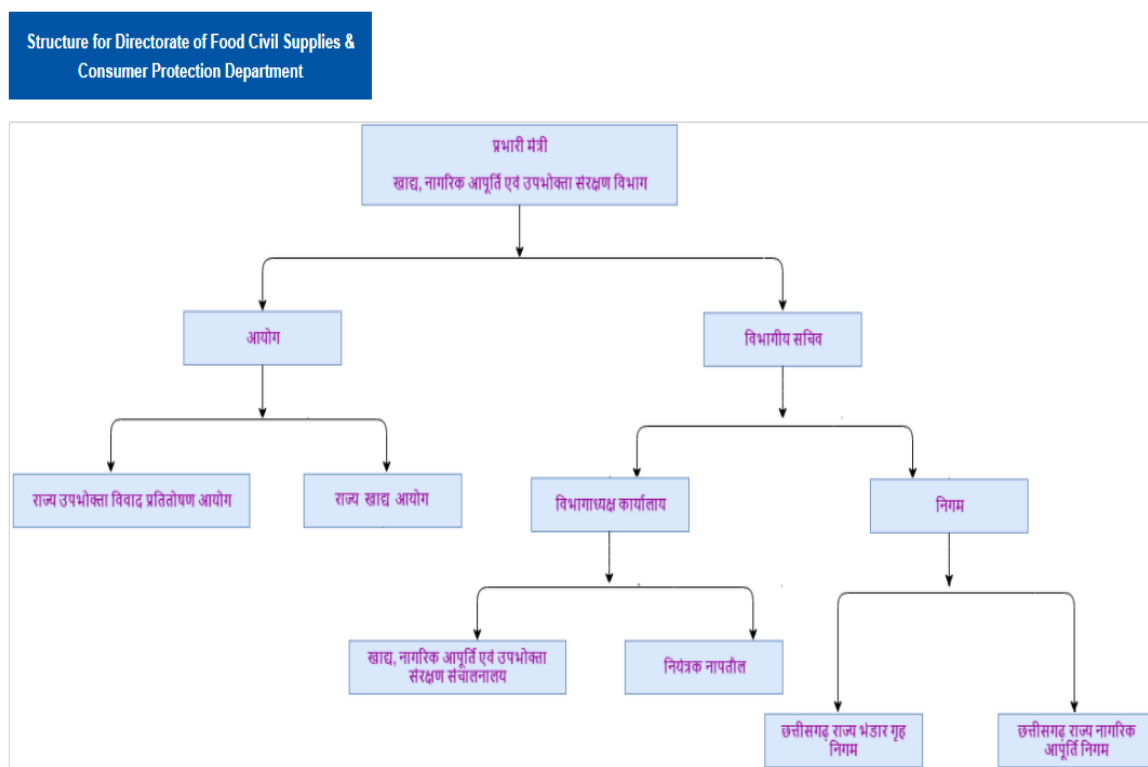 Structure for Directorate of Food Civil Supplies &
Consumer Protection Department
प्रभारी मंत्री
खाद्य, नागरिक आपूर्ति एवं उपभोक्ता संरक्षण विभाग
आयोग
विभागीय सचिव
राज्य उपभोक्ता विवाद प्रतितोषण आयोग
राज्य खाद्य आयोग
विभागाध्यक्ष कार्यालाय
निगम
खाद्य, नागरिक आपूर्ति एवं उपभोक्ता
संरक्षण संचालनालय
नियंत्रक नापतौल
छत्तीसगढ़ राज्य भंडार गृह
निगम
छत्तीसगढ़ राज्य नागरिक
आपूर्ति निगम